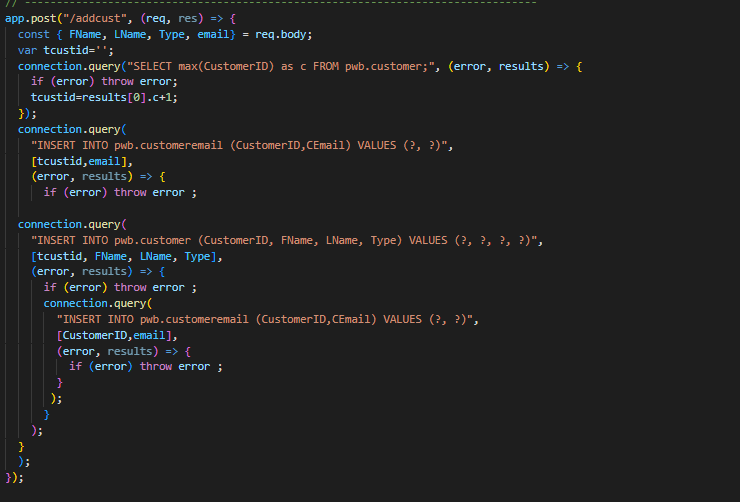 // --------------------------------------------------------------------------------
app.post("/addcust", (req, res) => {
  const { FName, LName, Type, email} = req.body;
  var tcustid='';
  connection.query("SELECT max(CustomerID) as c FROM pwb.customer;", (error, results) => {
    if (error) throw error;
    tcustid=results[0].c+1;
  });
  connection.query(
    "INSERT INTO pwb.customeremail (CustomerID,CEmail) VALUES (?, ?)",
    [tcustid,email],
    (error, results) => {
      if (error) throw error ;
  connection.query(
    "INSERT INTO pwb.customer (CustomerID, FName, LName, Type) VALUES (?, ?, ?, ?)",
    [tcustid, FName, LName, Type],
    (error, results) => {
      if (error) throw error ;
      connection.query(
        "INSERT INTO pwb.customeremail (CustomerID,CEmail) VALUES (?, ?)",
        [CustomerID,email],
        (error, results) => {
          if (error) throw error ;
        }
       );
      }
    );
  }
  );
});